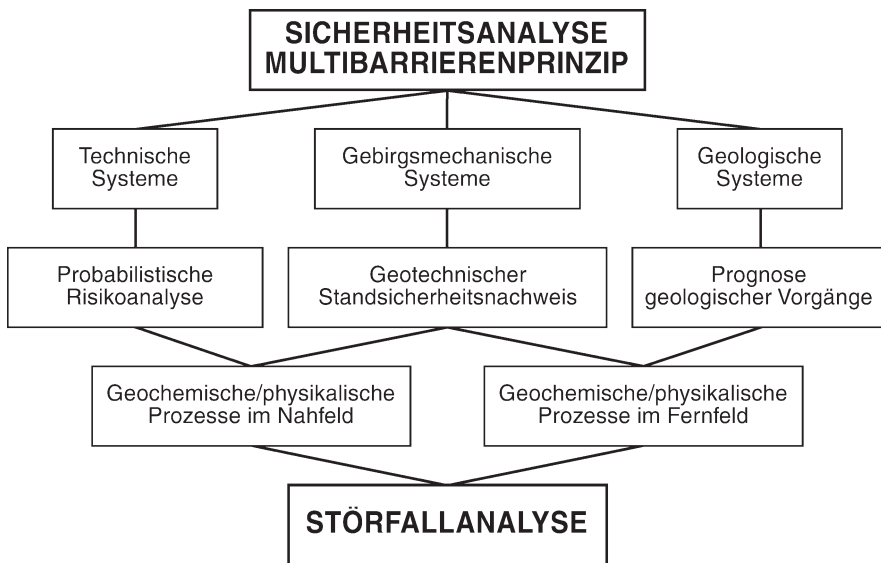 SICHERHEITSANALYSE
MULTIBARRIERENPRINZIP
Technische
Systeme
Gebirgsmechanische
Systeme
Geologische
Systeme
Probabilistische
Risikoanalyse
Geotechnischer
Standsicherheitsnachweis
Prognose
geologischer Vorgänge
Geochemische/physikalische
Prozesse im Nahfeld
Geochemische/physikalische
Prozesse im Fernfeld
STÖRFALLANALYSE